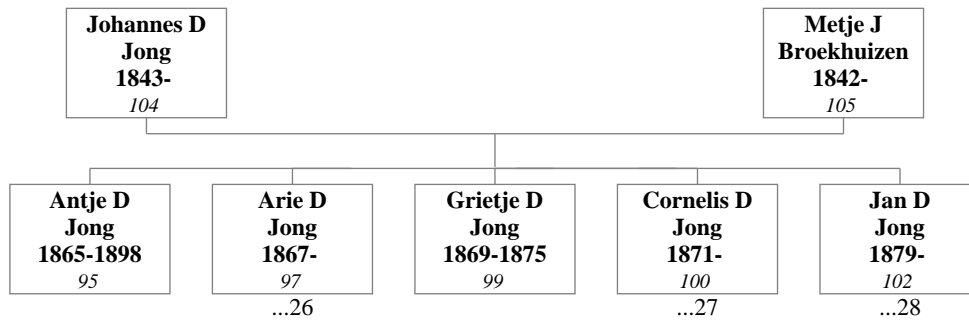 Johannes D
Jong
1843-
104
Metje J
Broekhuizen
1842-
105
Antje D
Jong
1865-1898
95
Arie D
Jong
1867-
97
...26
Grietje D
Jong
1869-1875
99
Cornelis D
Jong
1871-
100
...27
Jan D
Jong
1879-
102
...28